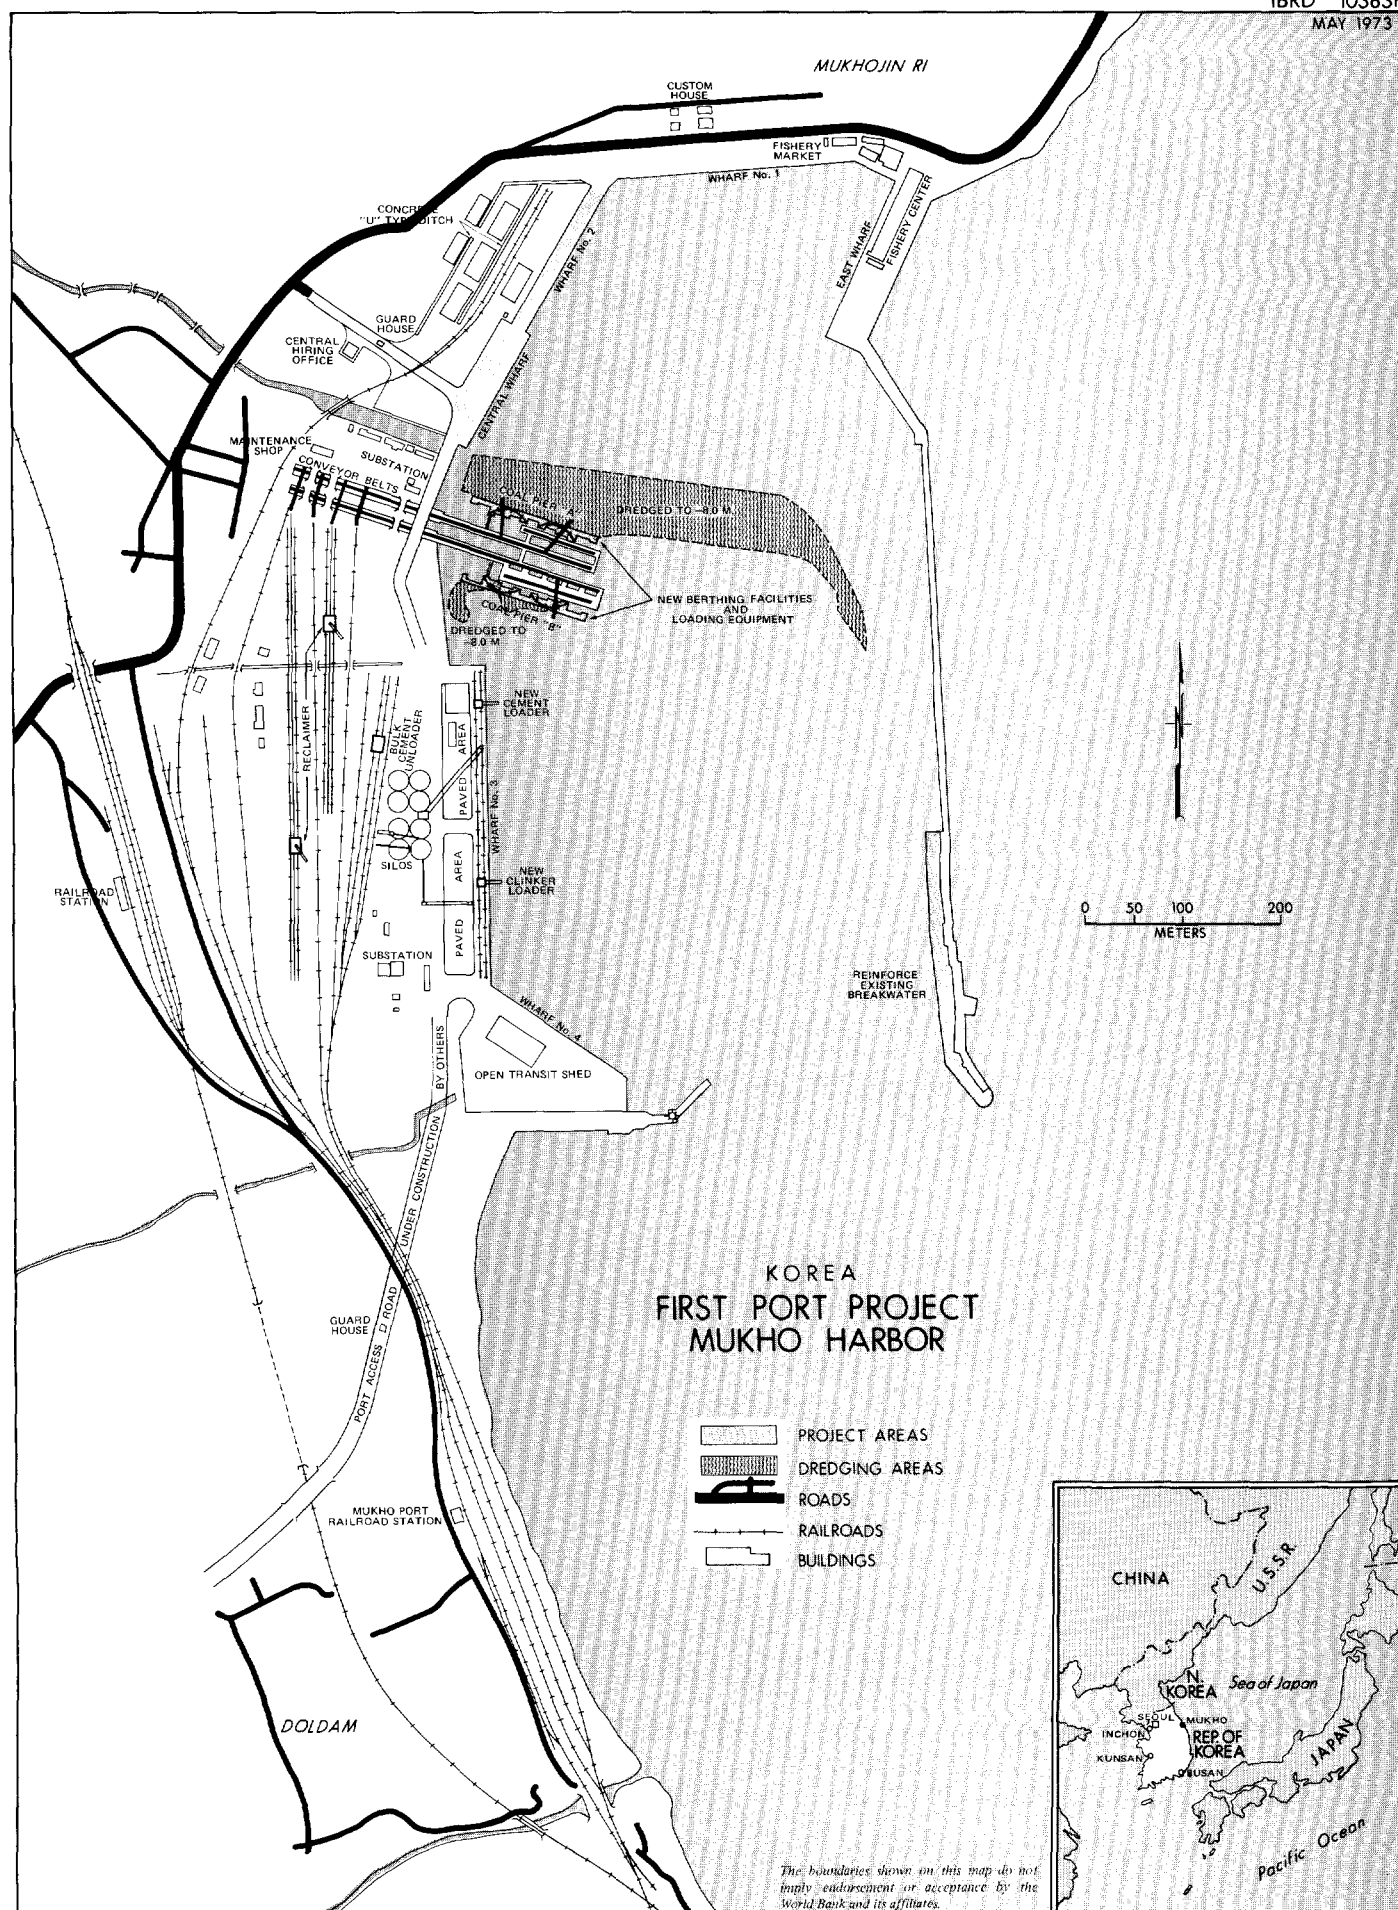 MAY 1973
MUKHOJIN RI
CUSTOM
HOUSE
FISHERY
MARKET
WHARF No. 1
CONCRETE
"U" TYPE DITCH
WHARF No. 2
EAST WHARF
FISHERY CENTER
GUARD
HOUSE
CENTRAL
HIRING
OFFICE
CENTRAL WHARF
MAINTENANCE
SHOP
SUBSTATION
CONVEYOR BELTS
COAL PIER "A"
DREDGED TO -8.0 M.
NEW BERTHING FACILITIES
AND
LOADING EQUIPMENT
COAL PIER "B"
DREDGED TO
-8.0 M
NEW
CEMENT
LOADER
RECLAIMER
BULK
CEMENT
UNLOADER
PAVED AREA
WHARF No. 3
SILOS
PAVED AREA
NEW
CLINKER
LOADER
RAILROAD
STATION
0 50 100 200
METERS
SUBSTATION
REINFORCE
EXISTING
BREAKWATER
WHARF No. 4
OPEN TRANSIT SHED
PORT ACCESS ROAD UNDER CONSTRUCTION BY OTHERS
GUARD
HOUSE
KOREA
FIRST PORT PROJECT
MUKHO HARBOR
PROJECT AREAS
DREDGING AREAS
ROADS
RAILROADS
BUILDINGS
MUKHO PORT
RAILROAD STATION
DOLDAM
CHINA
U.S.S.R.
N.
KOREA
Sea of Japan
SEOUL
MUKHO
INCHON
REP. OF
KOREA
KUNSAN
BUSAN
JAPAN
Pacific Ocean
The boundaries shown on this map do not
imply endorsement or acceptance by the
World Bank and its affiliates.